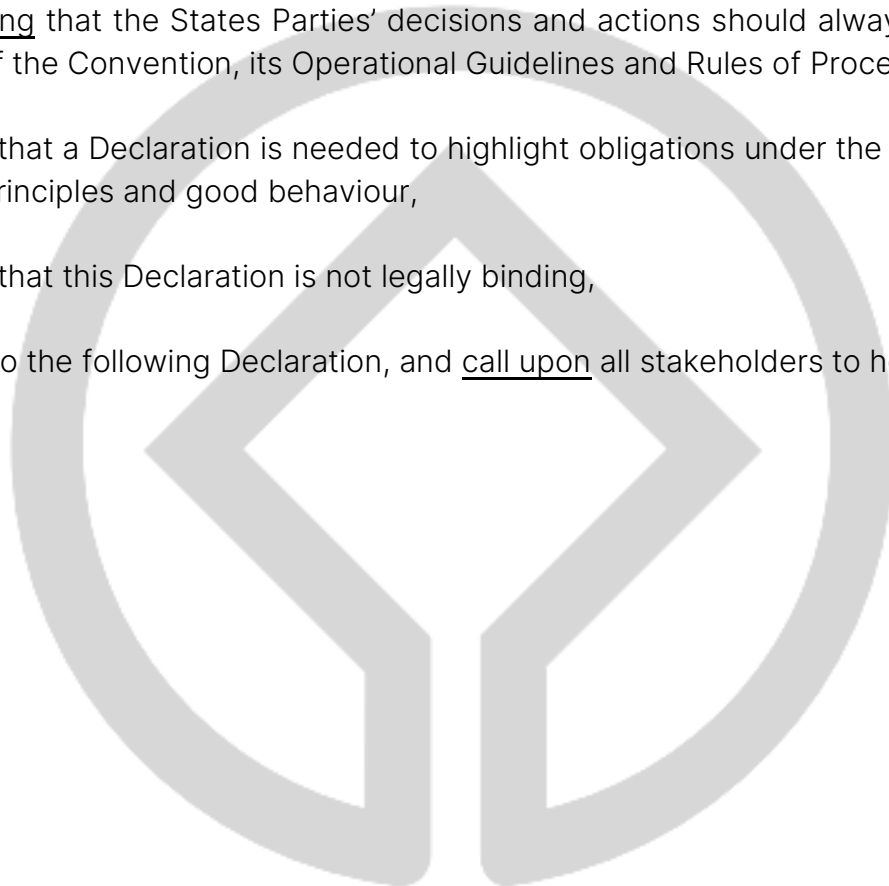 ng that the States Parties’ decisions and actions should alway
f the Convention, its Operational Guidelines and Rules of Proce
that a Declaration is needed to highlight obligations under the
rinciples and good behaviour,
that this Declaration is not legally binding,
o the following Declaration, and call upon all stakeholders to h